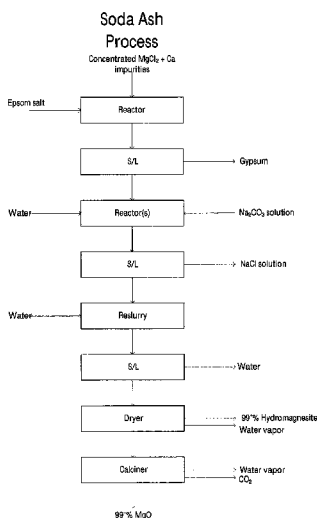 Soda Ash
Process
Concentrated MgCl₂ + Ca
impurities
Epsom salt
Reactor
S/L
Gypsum
Water
Reactor(s)
Na₂CO₃ solution
S/L
NaCl solution
Water
Reslurry
S/L
Water
Dryer
99⁺% Hydromagnesite
Water vapor
Calciner
Water vapor
CO₂
99⁺% MgO